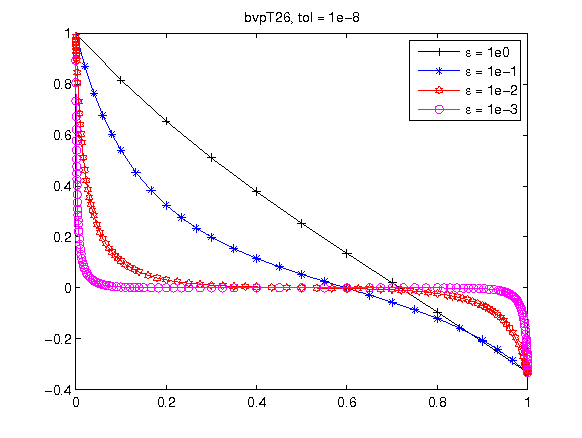 bvpT26, tol = 1e-8
ε = 1e0
ε = 1e-1
ε = 1e-2
ε = 1e-3
1
0.8
0.6
0.4
0.2
0
−0.2
−0.4
0 0.2 0.4 0.6 0.8 1